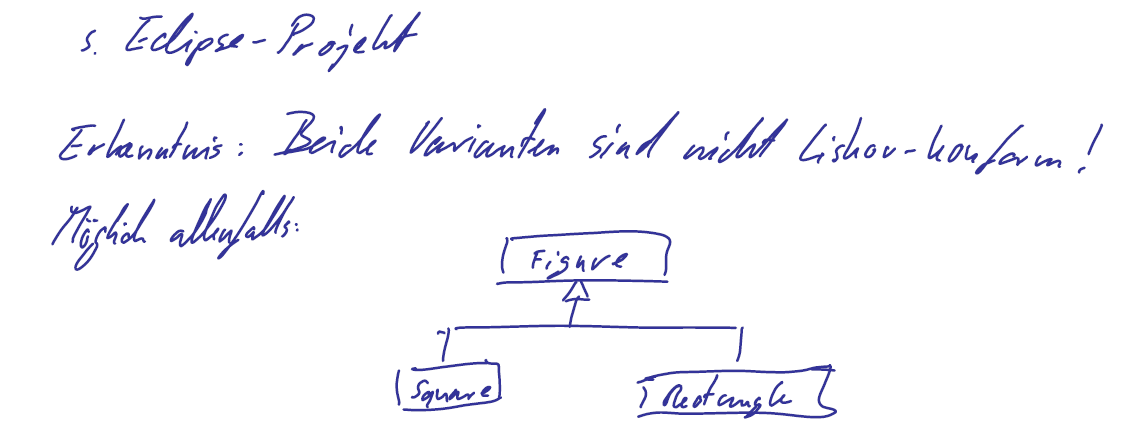 s. Eclipse-Projekt
Erkenntnis: Beide Varianten sind nicht Liskov-konform!
Möglich allenfalls:
Figure
Square
Rectangle